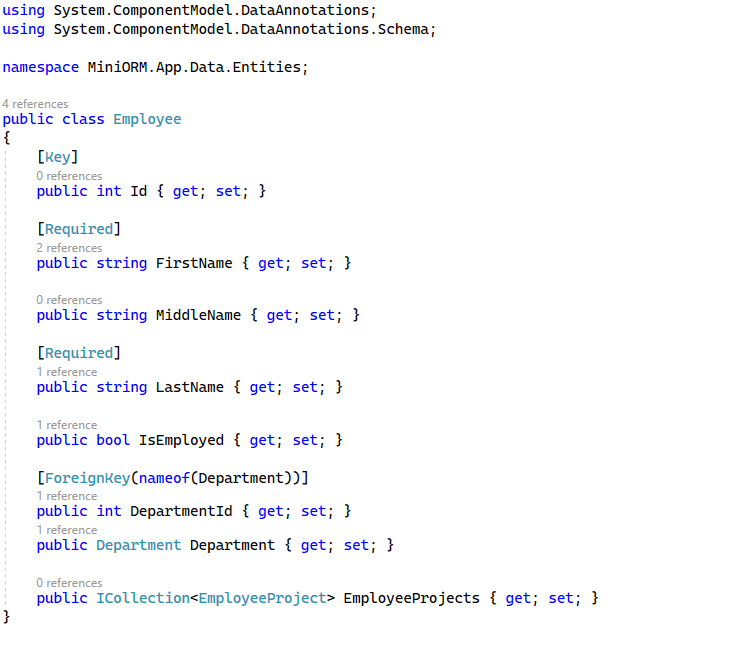 using System.ComponentModel.DataAnnotations;
using System.ComponentModel.DataAnnotations.Schema;
namespace MiniORM.App.Data.Entities;
4 references
public class Employee
{
[Key]
0 references
public int Id { get; set; }
[Required]
2 references
public string FirstName { get; set; }
0 references
public string MiddleName { get; set; }
[Required]
1 reference
public string LastName { get; set; }
1 reference
public bool IsEmployed { get; set; }
[ForeignKey(nameof(Department))]
1 reference
public int DepartmentId { get; set; }
1 reference
public Department Department { get; set; }
0 references
public ICollection<EmployeeProject> EmployeeProjects { get; set; }
}